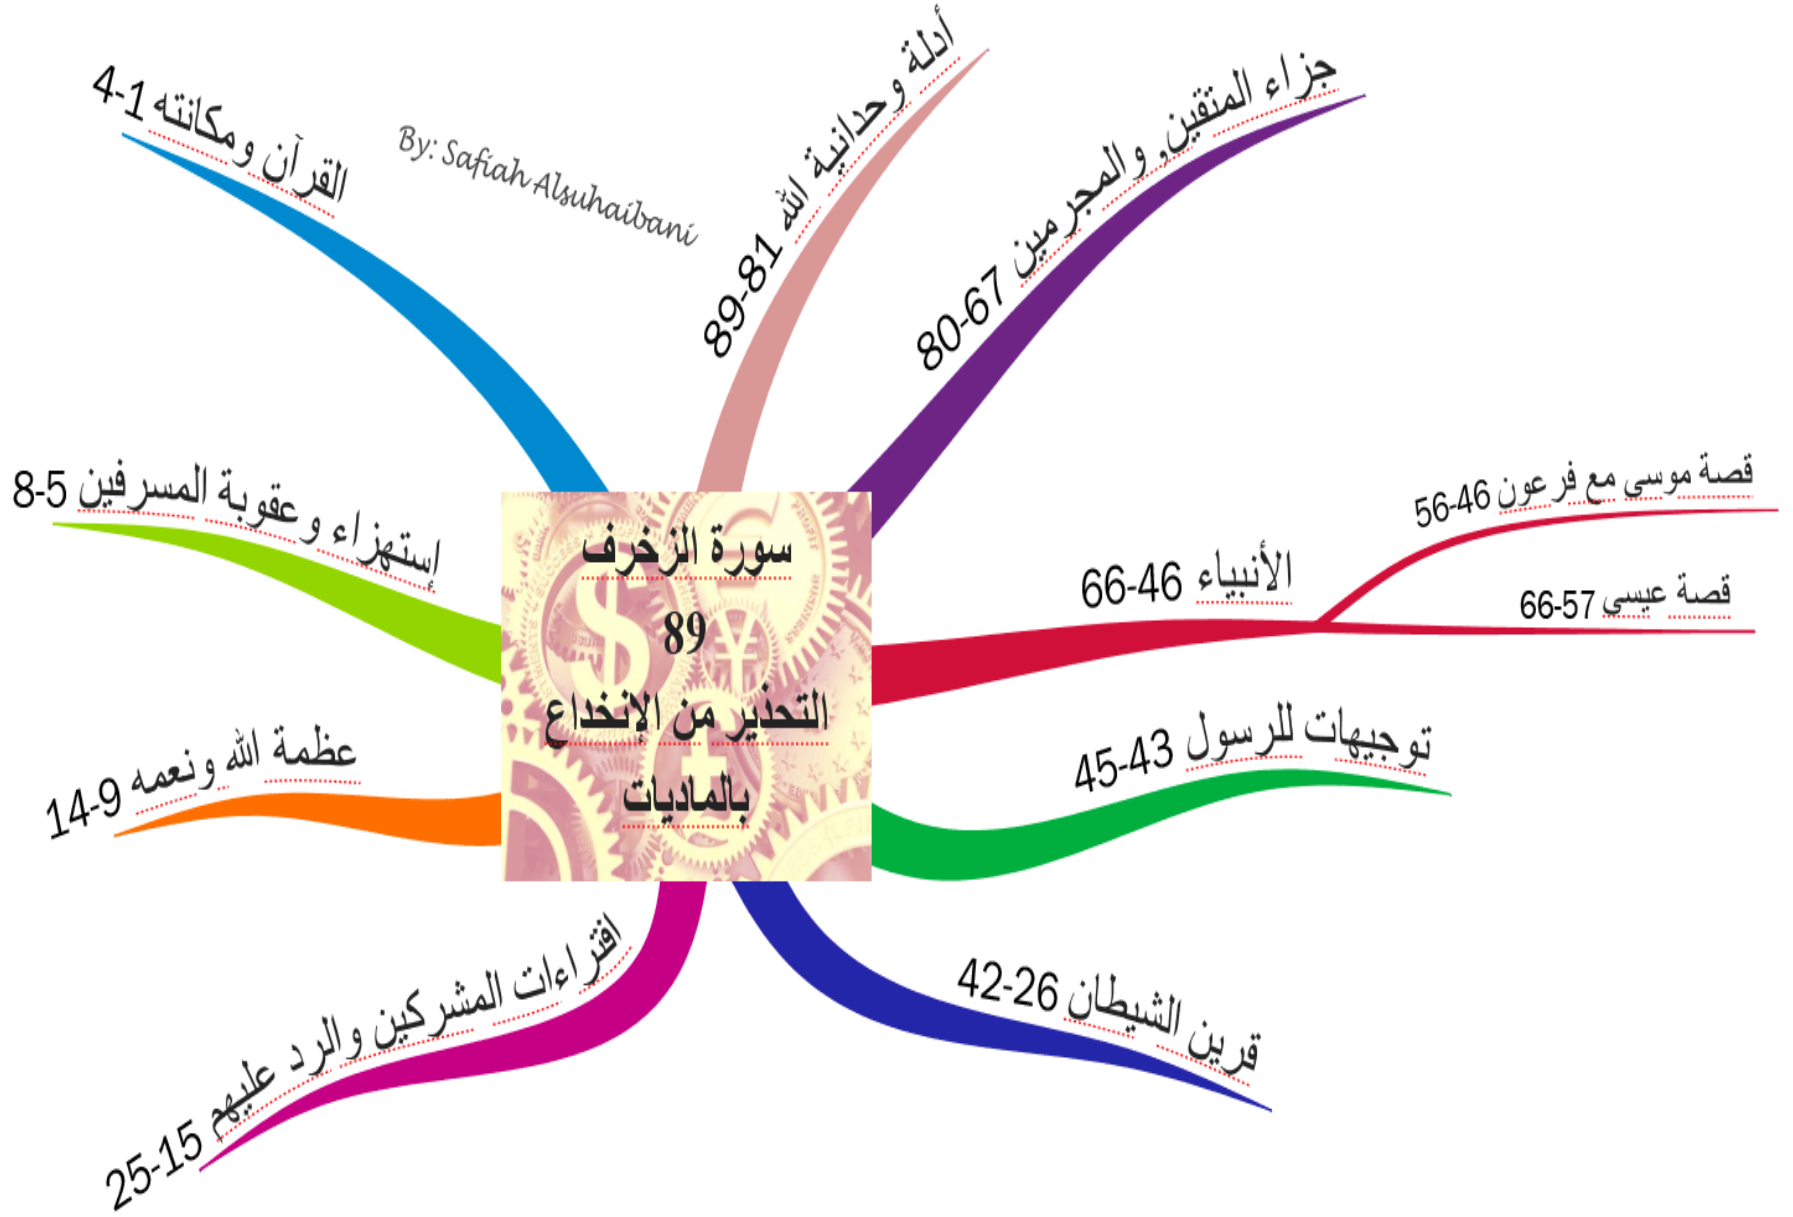 سورة الزخرف
89
التحذير من الإنخداع
بالماديات
By: Safiah Alsuhaibani
القرآن ومكانته 1-4
إستهزاء وعقوبة المسرفين 5-8
عظمة الله ونعمه 9-14
افتراءات المشركين والرد عليهم 15-25
قرين الشيطان 26-42
توجيهات للرسول 43-45
الأنبياء 46-66
قصة موسى مع فرعون 46-56
قصة عيسى 57-66
جزاء المتقين, والمجرمين 67-80
أدلة وحدانية الله 81-89